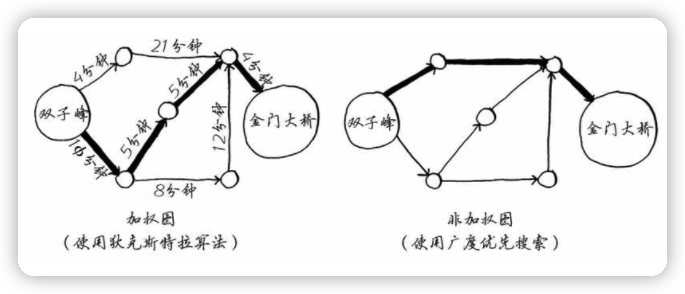 4分钟
21分钟
4分钟
双子峰
5分钟
金门大桥
10分钟
5分钟
12分钟
8分钟
加权图
(使用狄克斯特拉算法)
双子峰
金门大桥
非加权图
(使用广度优先搜索)